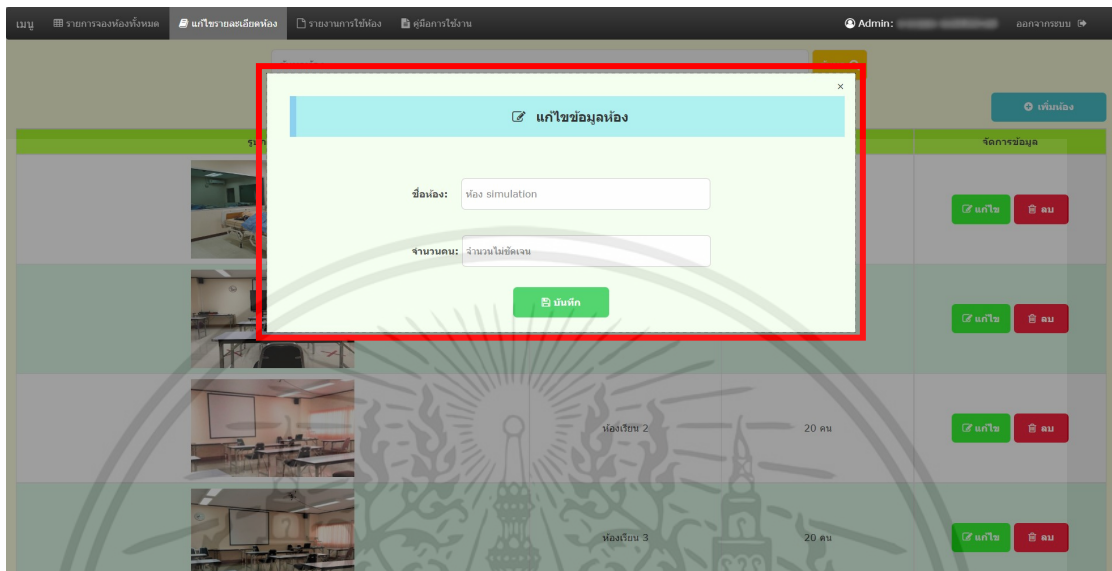 เมนู รายการจองห้องทั้งหมด แก้ไขรายละเอียดห้อง รายงานการใช้ห้อง คู่มือการใช้งาน Admin: ออกจากระบบ
×
แก้ไขข้อมูลห้อง
เพิ่มห้อง
จัดการข้อมูล
ชื่อห้อง: ห้อง simulation
แก้ไข ลบ
จำนวนคน: จำนวนไม่ชัดเจน
บันทึก
แก้ไข ลบ
ห้องเรียน 2 20 คน แก้ไข ลบ
ห้องเรียน 3 20 คน แก้ไข ลบ